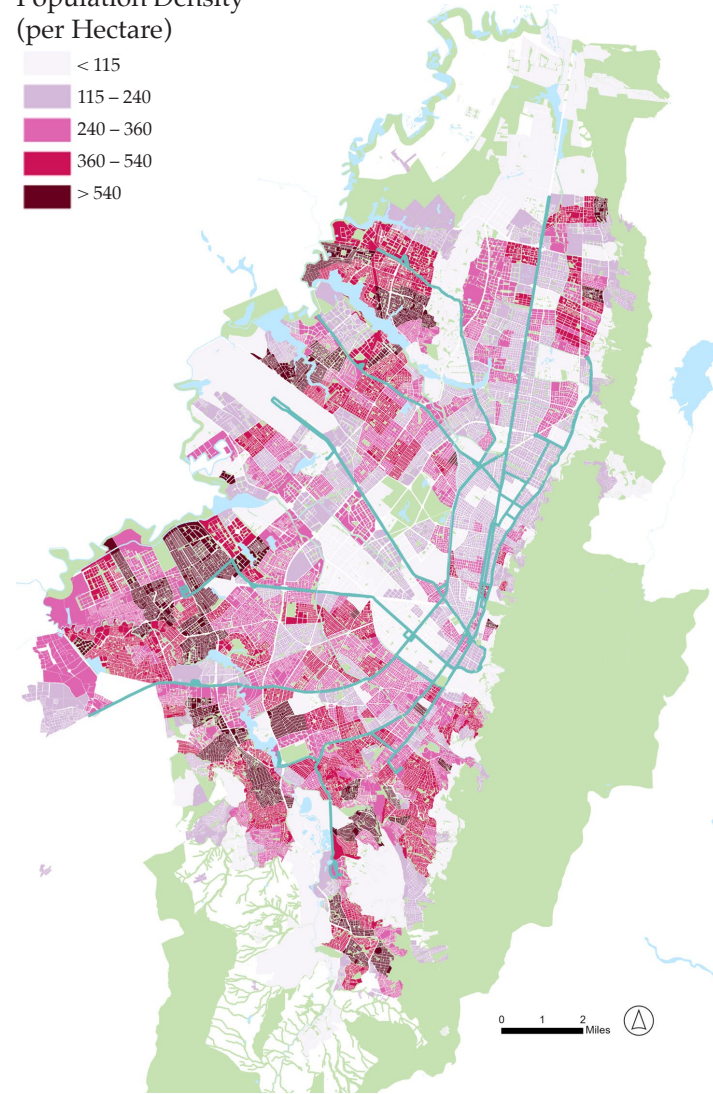 Population Density
(per Hectare)
< 115
115 – 240
240 – 360
360 – 540
> 540
0 1 2
Miles